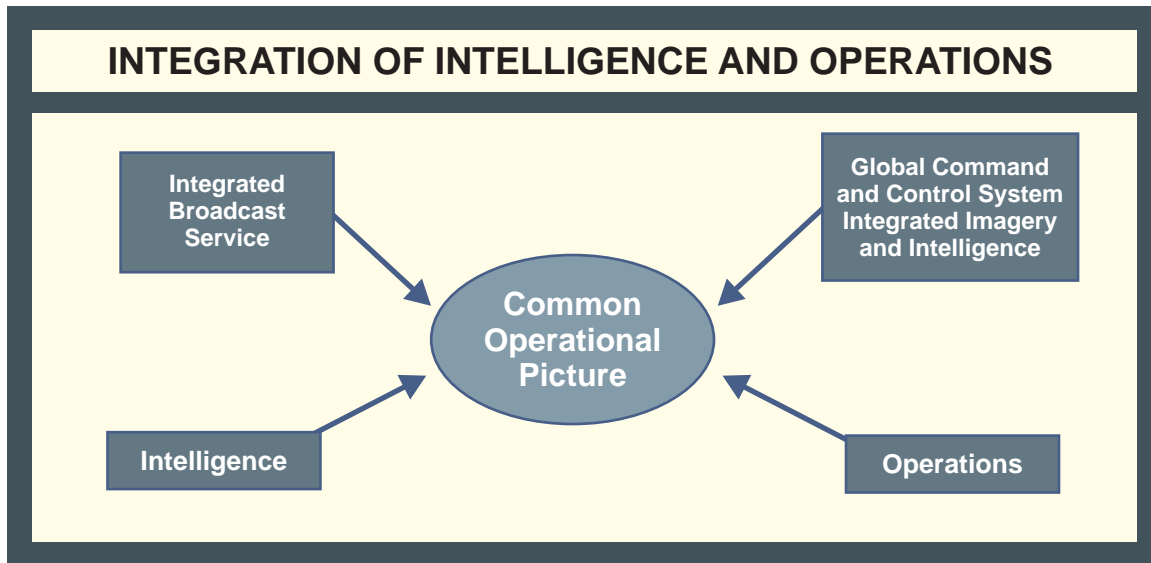 INTEGRATION OF INTELLIGENCE AND OPERATIONS
Integrated
Broadcast
Service
Global Command
and Control System
Integrated Imagery
and Intelligence
Common
Operational
Picture
Intelligence
Operations